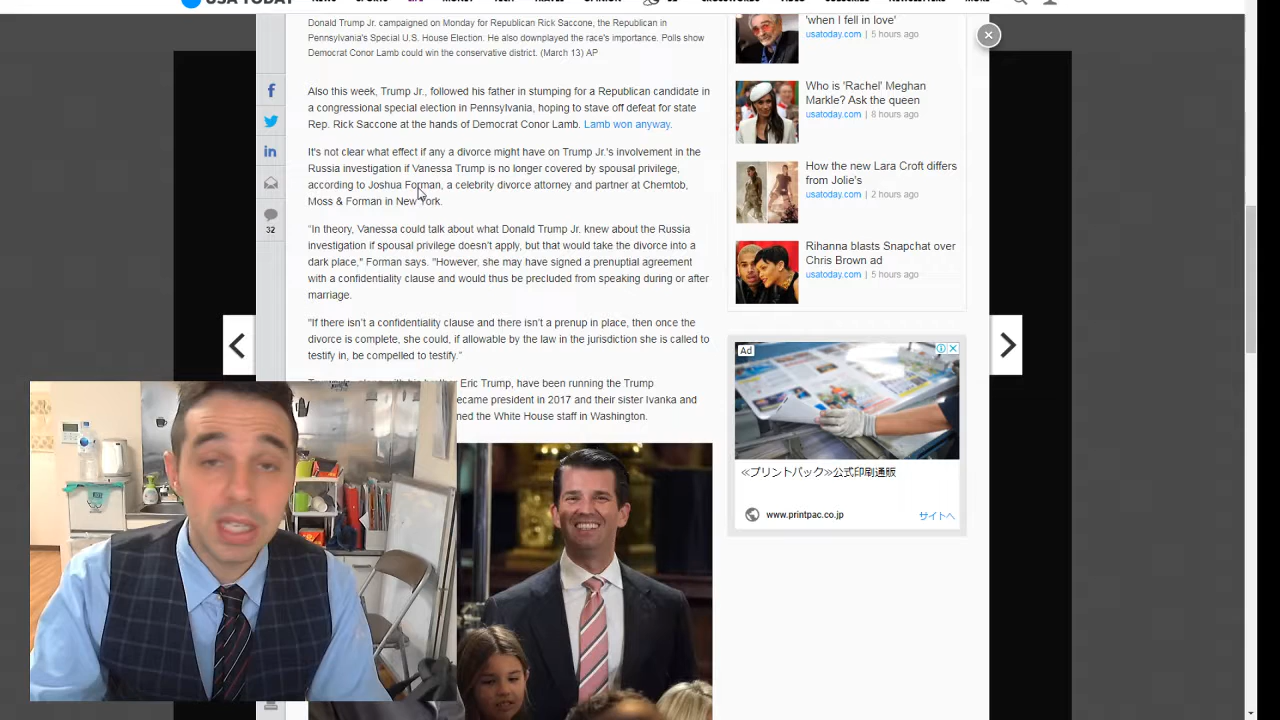 USA TODAY
NEWS SPORTS LIFE MONEY TECH TRAVEL OPINION CROSSWORDS VIDEO SUBSCRIBE NEWSLETTERS MORE
Donald Trump Jr. campaigned on Monday for Republican Rick Saccone, the Republican in
Pennsylvania's Special U.S. House Election. He also downplayed the race's importance. Polls show
Democrat Conor Lamb could win the conservative district. (March 13) AP
Also this week, Trump Jr., followed his father in stumping for a Republican candidate in
a congressional special election in Pennsylvania, hoping to stave off defeat for state
Rep. Rick Saccone at the hands of Democrat Conor Lamb. Lamb won anyway.
It's not clear what effect if any a divorce might have on Trump Jr.'s involvement in the
Russia investigation if Vanessa Trump is no longer covered by spousal privilege,
according to Joshua Forman, a celebrity divorce attorney and partner at Chemtob,
Moss & Forman in New York.
"In theory, Vanessa could talk about what Donald Trump Jr. knew about the Russia
investigation if spousal privilege doesn't apply, but that would take the divorce into a
dark place," Forman says. "However, she may have signed a prenuptial agreement
with a confidentiality clause and would thus be precluded from speaking during or after
marriage.
"If there isn't a confidentiality clause and there isn't a prenup in place, then once the
divorce is complete, she could, if allowable by the law in the jurisdiction she is called to
testify in, be compelled to testify."
Eric Trump, have been running the Trump
became president in 2017 and their sister Ivanka and
ned the White House staff in Washington.
32
'when I fell in love'
usatoday.com | 5 hours ago
Who is 'Rachel' Meghan
Markle? Ask the queen
usatoday.com | 8 hours ago
How the new Lara Croft differs
from Jolie's
usatoday.com | 2 hours ago
Rihanna blasts Snapchat over
Chris Brown ad
usatoday.com | 5 hours ago
Ad
≪プリントパック≫公式印刷通販
www.printpac.co.jp
サイトへ